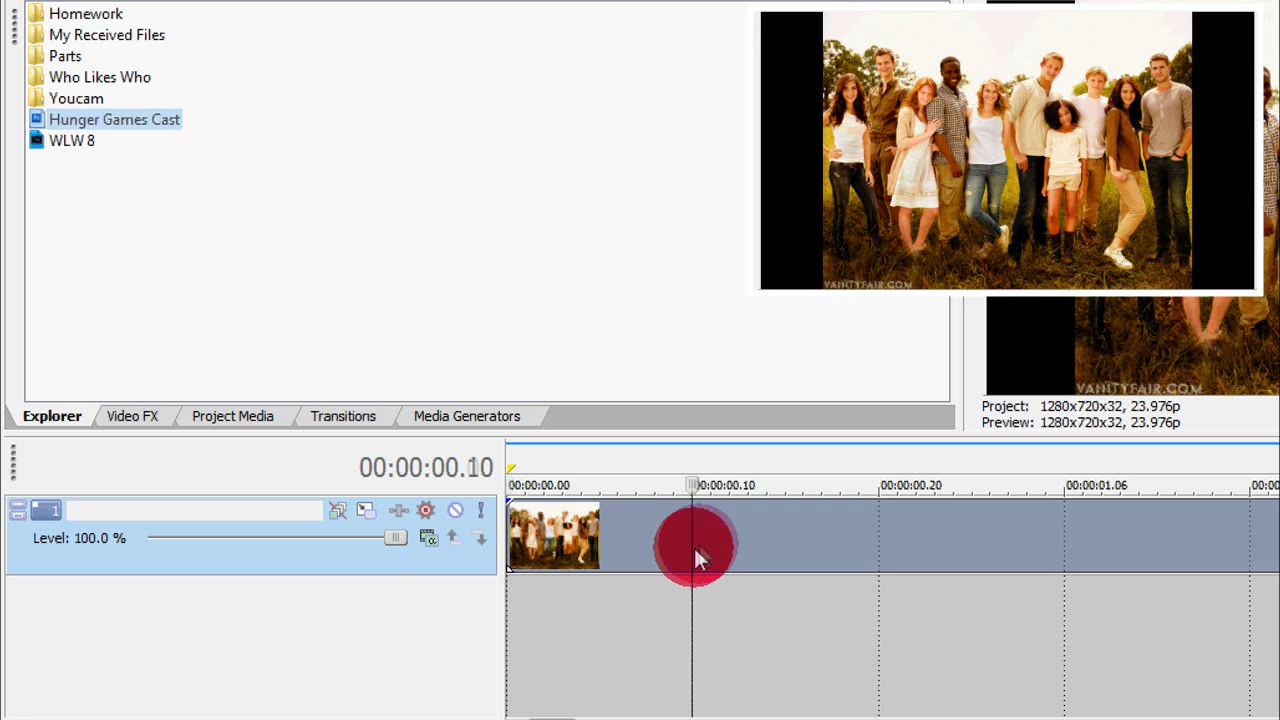 Homework
My Received Files
Parts
Who Likes Who
Youcam
Hunger Games Cast
WLW 8
VANITYFAIR.COM
VANITYFAIR.COM
Explorer
Video FX
Project Media
Transitions
Media Generators
Project: 1280x720x32, 23.976p
Preview: 1280x720x32, 23.976p
00:00:00.10
00:00:00.00
00:00:00.10
00:00:00.20
00:00:01.06
1
Level: 100.0 %